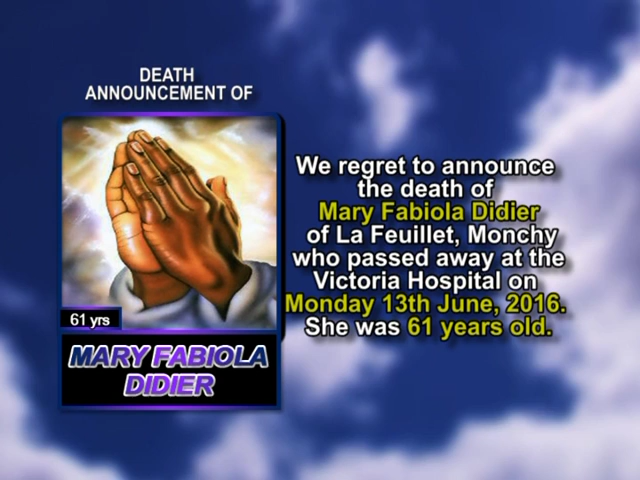 DEATH
ANNOUNCEMENT OF
61 yrs
MARY FABIOLA
DIDIER
We regret to announce
the death of
Mary Fabiola Didier
of La Feuillet, Monchy
who passed away at the
Victoria Hospital on
Monday 13th June, 2016.
She was 61 years old.